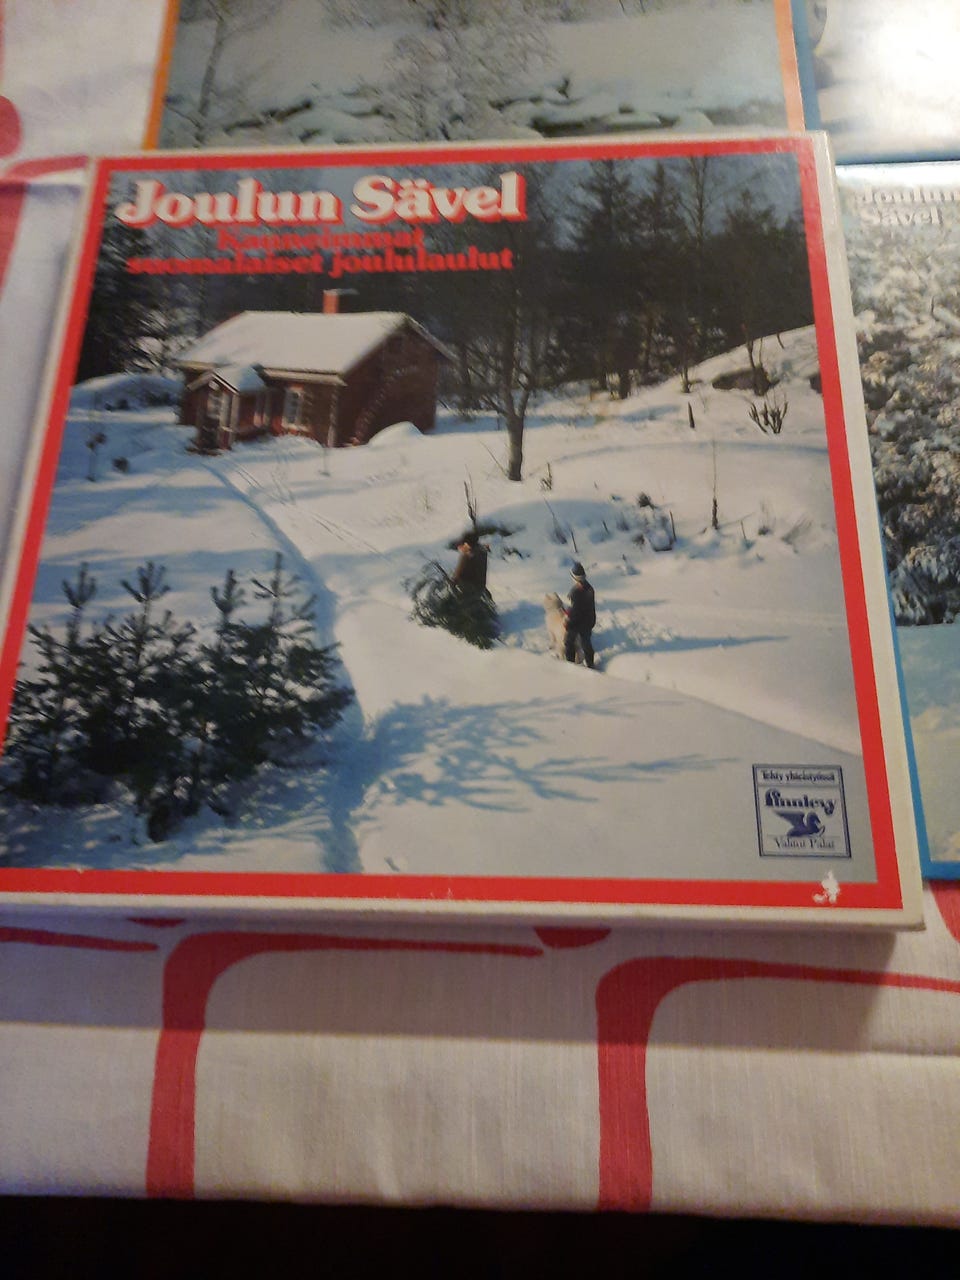 Joulun Sävel
Kauneimmat
suomalaiset joululaulut
Joulun
Sävel
Tehty yhteistyössä
finnlevy
Valitut Palat